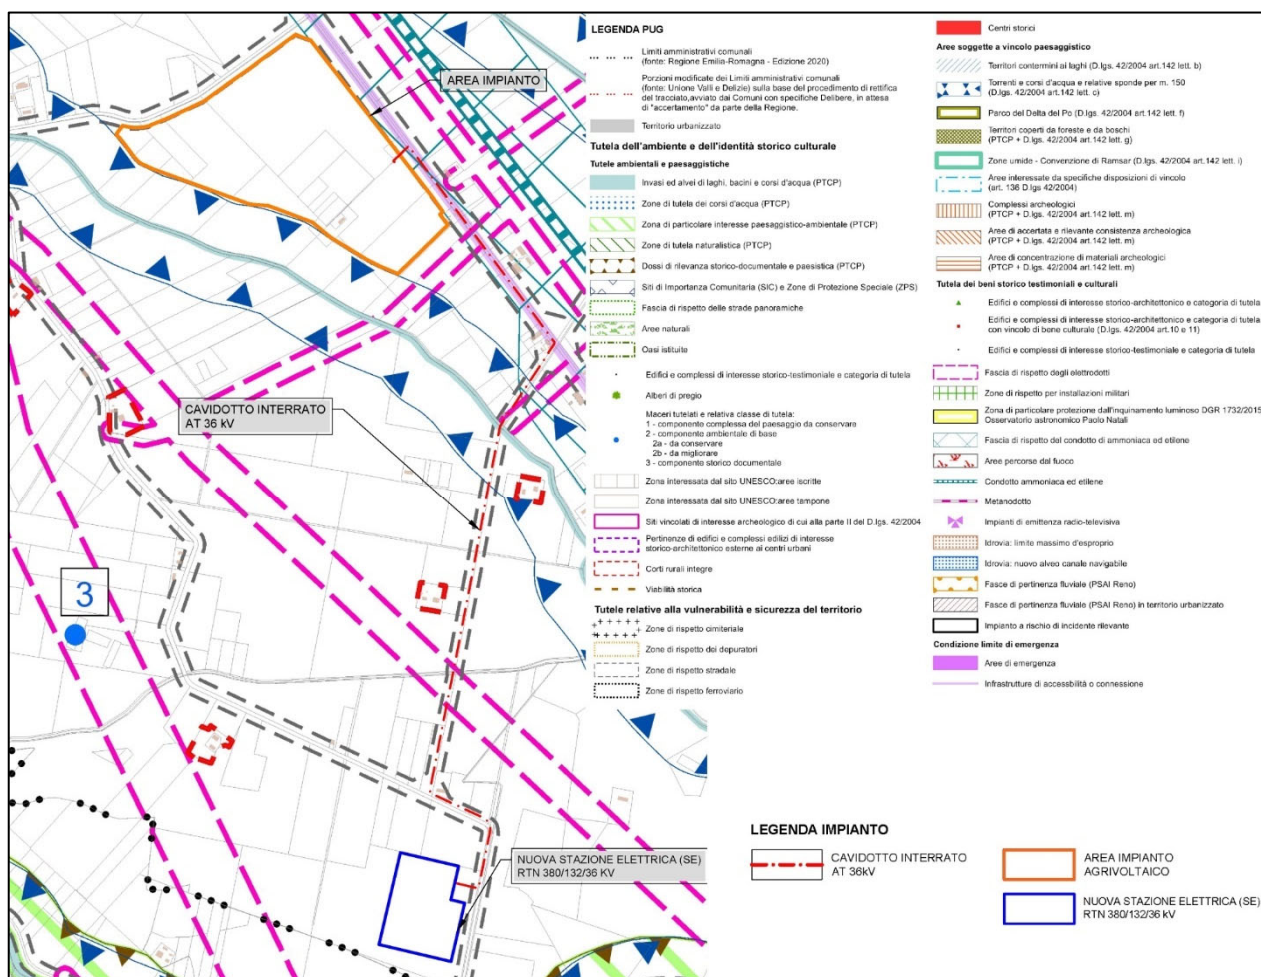 AREA IMPIANTO
CAVIDOTTO INTERRATO
AT 36 kV
3
NUOVA STAZIONE ELETTRICA (SE)
RTN 380/132/36 KV
LEGENDA PUG
Limiti amministrativi comunali
(fonte: Regione Emilia-Romagna - Edizione 2020)
Porzioni modificate dei Limiti amministrativi comunali
(fonte: Unione Valli e Delizie) sulla base del procedimento di rettifica
del tracciato,avviato dai Comuni con specifiche Delibere, in attesa
di "accertamento" da parte della Regione.
Territorio urbanizzato
Tutela dell'ambiente e dell'identità storico culturale
Tutele ambientali e paesaggistiche
Invasi ed alvei di laghi, bacini e corsi d'acqua (PTCP)
Zone di tutela dei corsi d'acqua (PTCP)
Zona di particolare interesse paesaggistico-ambientale (PTCP)
Zone di tutela naturalistica (PTCP)
Dossi di rilevanza storico-documentale e paesistica (PTCP)
Siti di Importanza Comunitaria (SIC) e Zone di Protezione Speciale (ZPS)
Fascia di rispetto delle strade panoramiche
Aree naturali
Oasi istituite
Edifici e complessi di interesse storico-testimoniale e categoria di tutela
Alberi di pregio
Maceri tutelati e relativa classe di tutela:
1 - componente complessa del paesaggio da conservare
2 - componente ambientale di base
2a - da conservare
2b - da migliorare
3 - componente storico documentale
Zona interessata dal sito UNESCO:aree iscritte
Zona interessata dal sito UNESCO:aree tampone
Siti vincolati di interesse archeologico di cui alla parte II del D.lgs. 42/2004
Pertinenze di edifici e complessi edilizi di interesse
storico-architettonico esterne ai centri urbani
Corti rurali integre
Viabilità storica
Tutele relative alla vulnerabilità e sicurezza del territorio
Zone di rispetto cimiteriale
Zone di rispetto dei depuratori
Zone di rispetto stradale
Zone di rispetto ferroviario
Centri storici
Aree soggette a vincolo paesaggistico
Territori contermini ai laghi (D.lgs. 42/2004 art.142 lett. b)
Torrenti e corsi d'acqua e relative sponde per m. 150
(D.lgs. 42/2004 art.142 lett. c)
Parco del Delta del Po (D.lgs. 42/2004 art.142 lett. f)
Territori coperti da foreste e da boschi
(PTCP + D.lgs. 42/2004 art.142 lett. g)
Zone umide - Convenzione di Ramsar (D.lgs. 42/2004 art.142 lett. i)
Aree interessate da specifiche disposizioni di vincolo
(art. 136 D.lgs 42/2004)
Complessi archeologici
(PTCP + D.lgs. 42/2004 art.142 lett. m)
Aree di accertata e rilevante consistenza archeologica
(PTCP + D.lgs. 42/2004 art.142 lett. m)
Aree di concentrazione di materiali archeologici
(PTCP + D.lgs. 42/2004 art.142 lett. m)
Tutela dei beni storico testimoniali e culturali
Edifici e complessi di interesse storico-architettonico e categoria di tutela
Edifici e complessi di interesse storico-architettonico e categoria di tutela
con vincolo di bene culturale (D.lgs. 42/2004 art.10 e 11)
Edifici e complessi di interesse storico-testimoniale e categoria di tutela
Fascia di rispetto degli elettrodotti
Zone di rispetto per installazioni militari
Zona di particolare protezione dall'inquinamento luminoso DGR 1732/2015
Osservatorio astronomico Paolo Natali
Fascia di rispetto dal condotto di ammoniaca ed etilene
Aree percorse dal fuoco
Condotto ammoniaca ed etilene
Metanodotto
Impianti di emittenza radio-televisiva
Idrovia: limite massimo d'esproprio
Idrovia: nuovo alveo canale navigabile
Fasce di pertinenza fluviale (PSAI Reno)
Fasce di pertinenza fluviale (PSAI Reno) in territorio urbanizzato
Impianto a rischio di incidente rilevante
Condizione limite di emergenza
Aree di emergenza
Infrastrutture di accessibilità o connessione
LEGENDA IMPIANTO
CAVIDOTTO INTERRATO
AT 36kV
AREA IMPIANTO
AGRIVOLTAICO
NUOVA STAZIONE ELETTRICA (SE)
RTN 380/132/36 kV